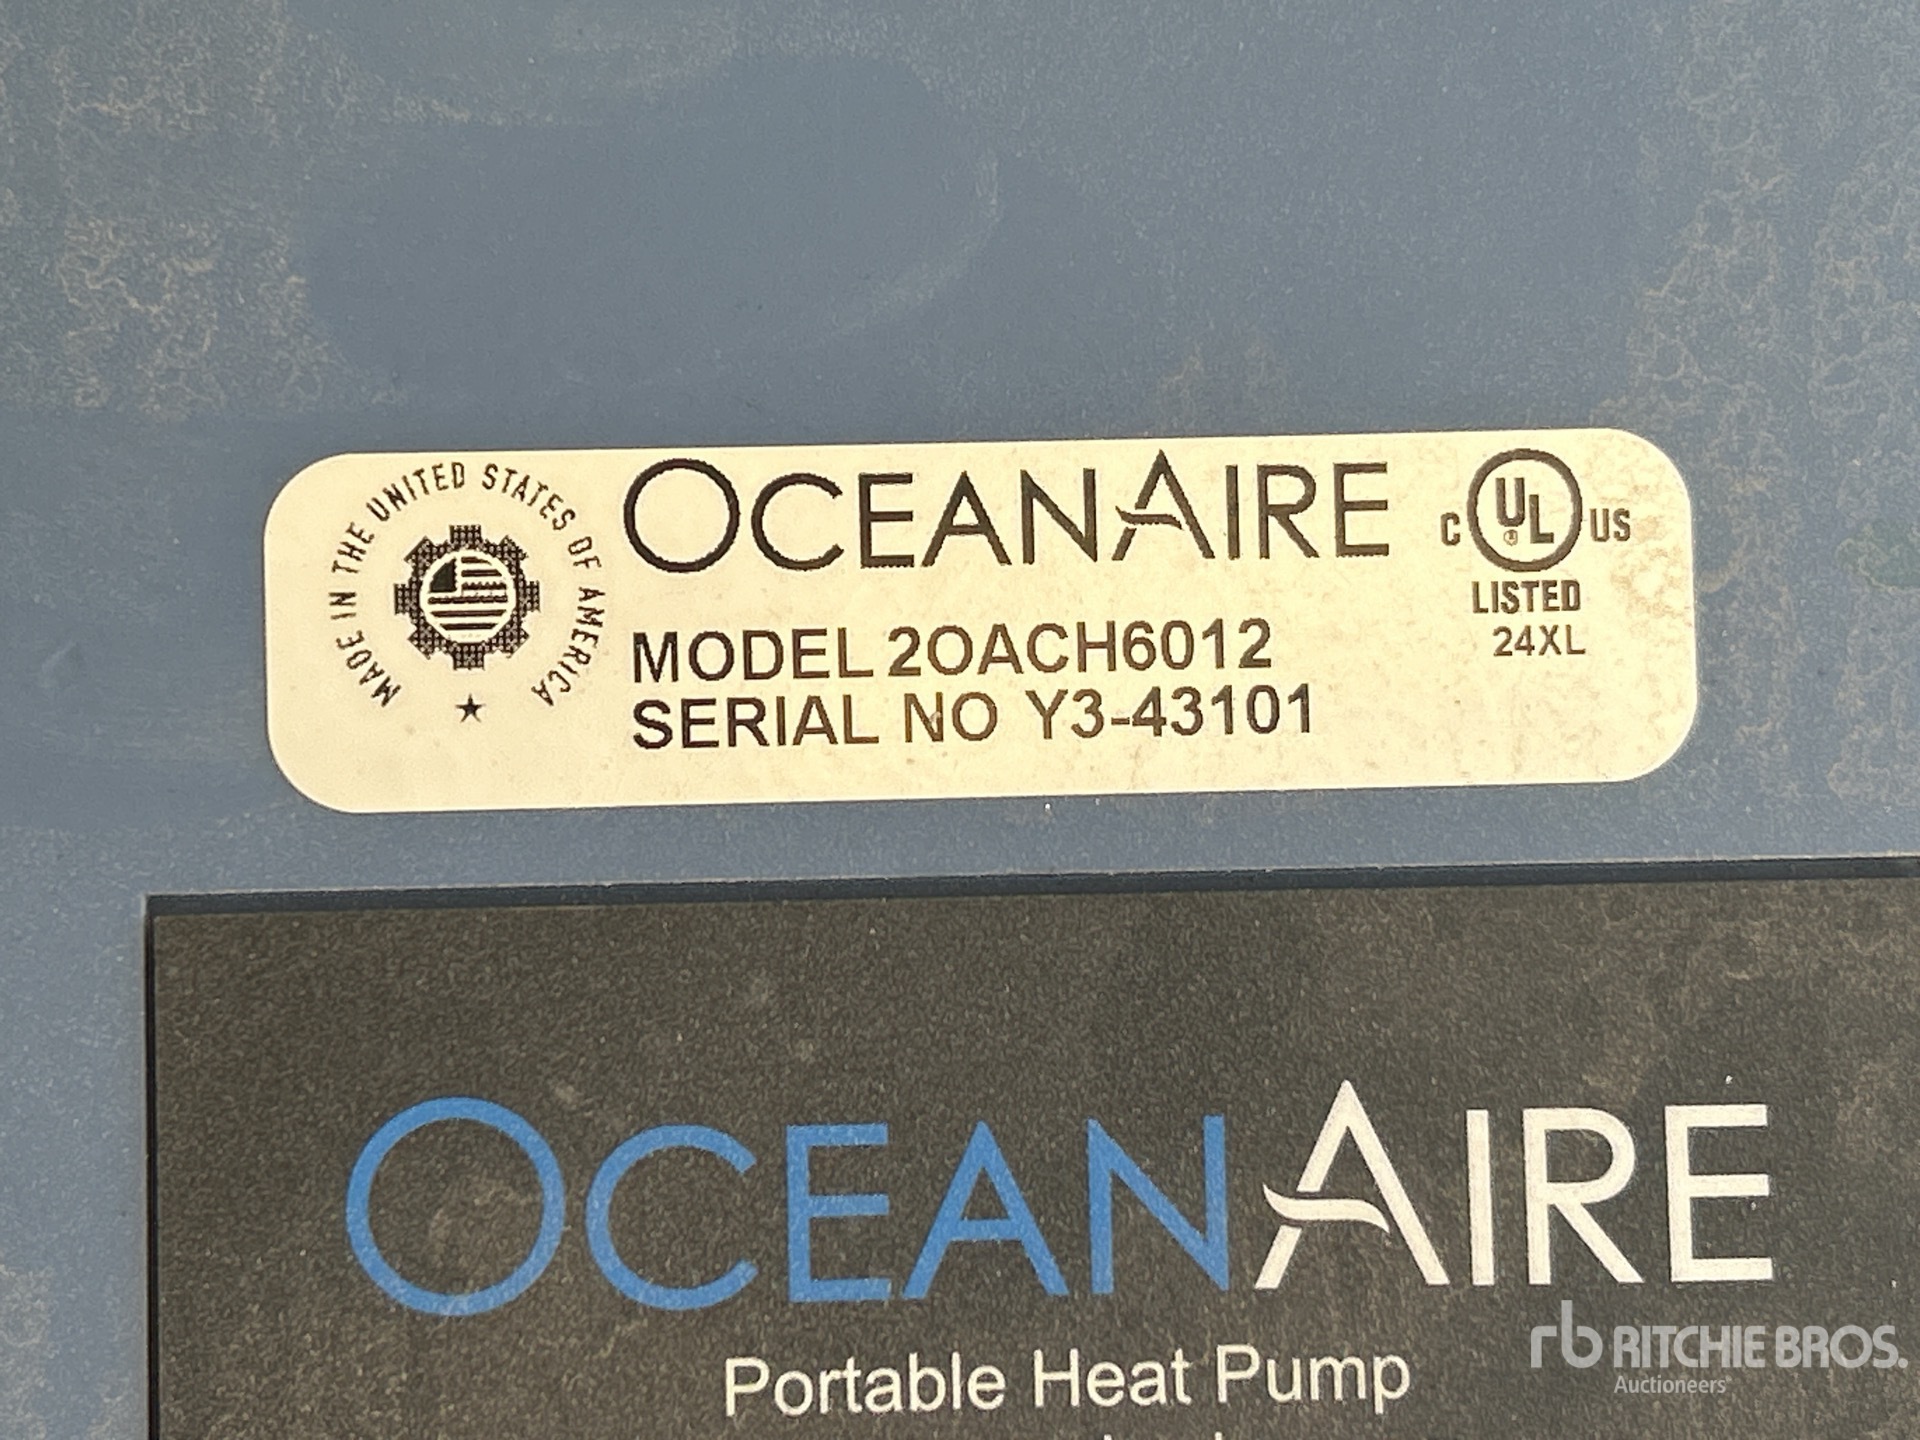 MADE IN THE UNITED STATES OF AMERICA
OCEANAIRE
C UL® US
LISTED
24XL
MODEL 2OACH6012
SERIAL NO Y3-43101
OCEANAIRE
Portable Heat Pump
rb RITCHIE BROS.
Auctioneers